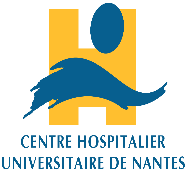 CENTRE HOSPITALIER
UNIVERSITAIRE DE NANTES